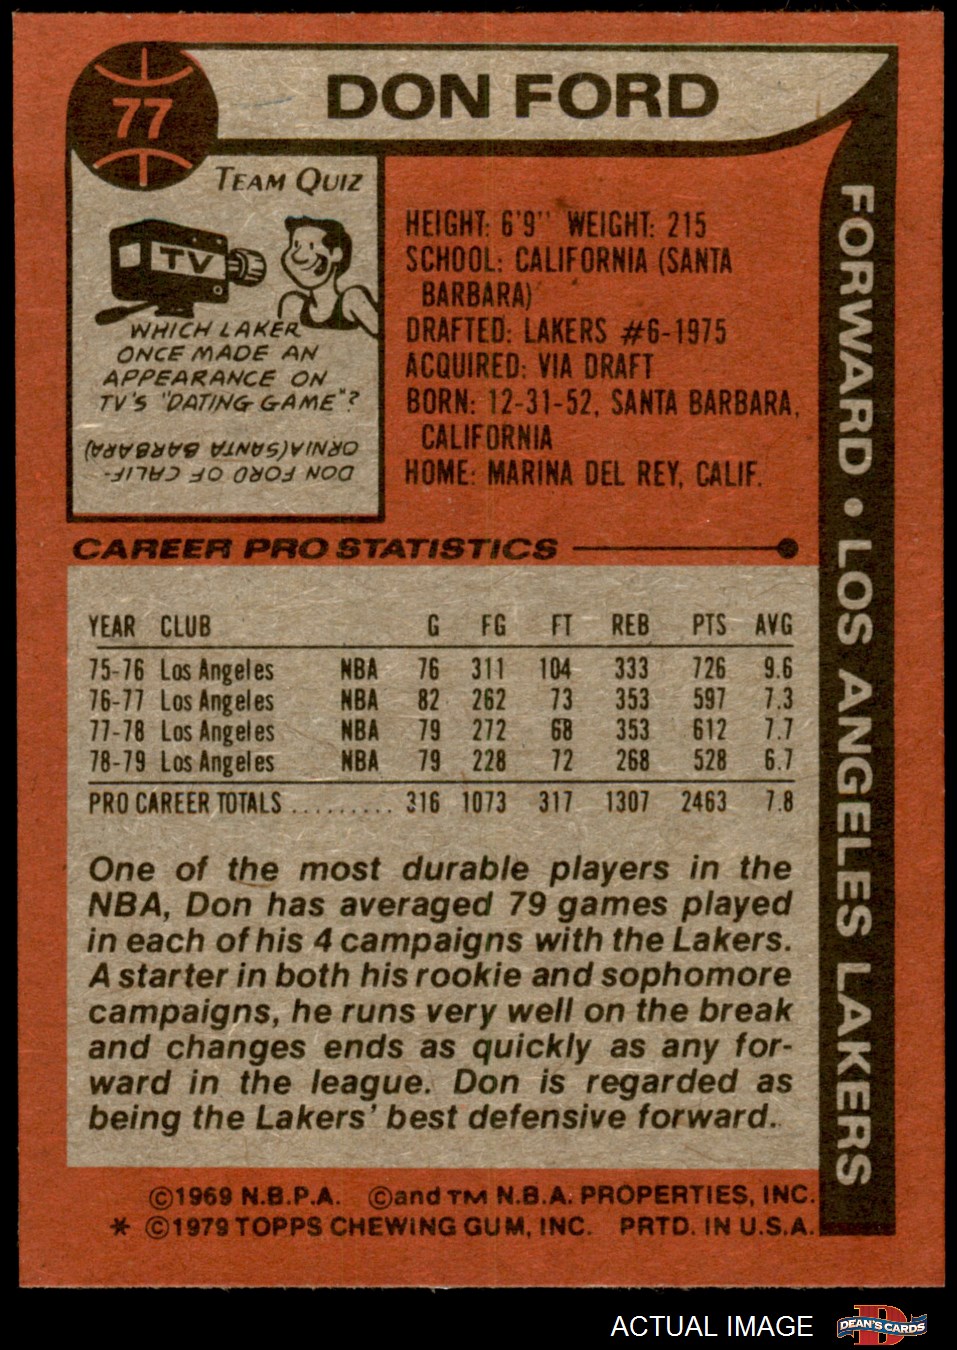 77
DON FORD
TEAM QUIZ
TV
WHICH LAKER
ONCE MADE AN
APPEARANCE ON
TV'S "DATING GAME"?
DON FORD OF CALIF-
ORNIA (SANTA BARBARA)
HEIGHT: 6'9" WEIGHT: 215
SCHOOL: CALIFORNIA (SANTA
BARBARA)
DRAFTED: LAKERS #6-1975
ACQUIRED: VIA DRAFT
BORN: 12-31-52, SANTA BARBARA,
CALIFORNIA
HOME: MARINA DEL REY, CALIF.
FORWARD • LOS ANGELES LAKERS
CAREER PRO STATISTICS
YEAR CLUB G FG FT REB PTS AVG
75-76 Los Angeles NBA 76 311 104 333 726 9.6
76-77 Los Angeles NBA 82 262 73 353 597 7.3
77-78 Los Angeles NBA 79 272 68 353 612 7.7
78-79 Los Angeles NBA 79 228 72 268 528 6.7
PRO CAREER TOTALS ......... 316 1073 317 1307 2463 7.8
One of the most durable players in the
NBA, Don has averaged 79 games played
in each of his 4 campaigns with the Lakers.
A starter in both his rookie and sophomore
campaigns, he runs very well on the break
and changes ends as quickly as any for-
ward in the league. Don is regarded as
being the Lakers' best defensive forward.
©1969 N.B.P.A. ©and TM N.B.A. PROPERTIES, INC.
* ©1979 TOPPS CHEWING GUM, INC. PRTD. IN U.S.A.
ACTUAL IMAGE
D
DEAN'S CARDS